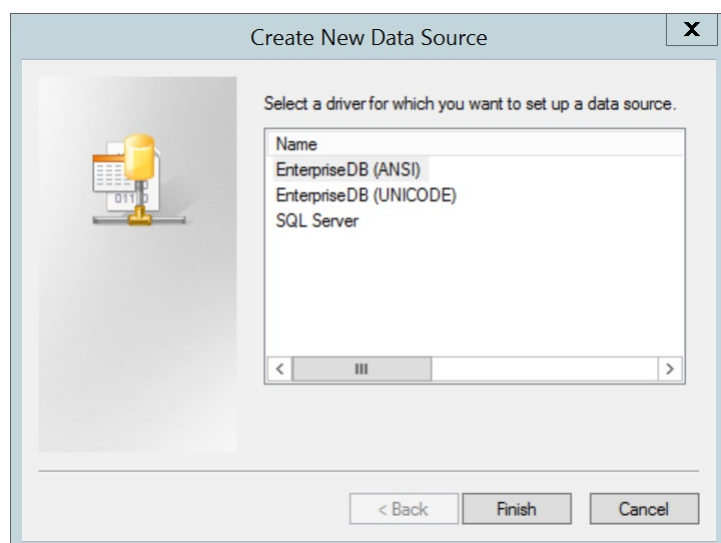 Create New Data Source
X
Select a driver for which you want to set up a data source.
Name
EnterpriseDB (ANSI)
EnterpriseDB (UNICODE)
SQL Server
< Back
Finish
Cancel